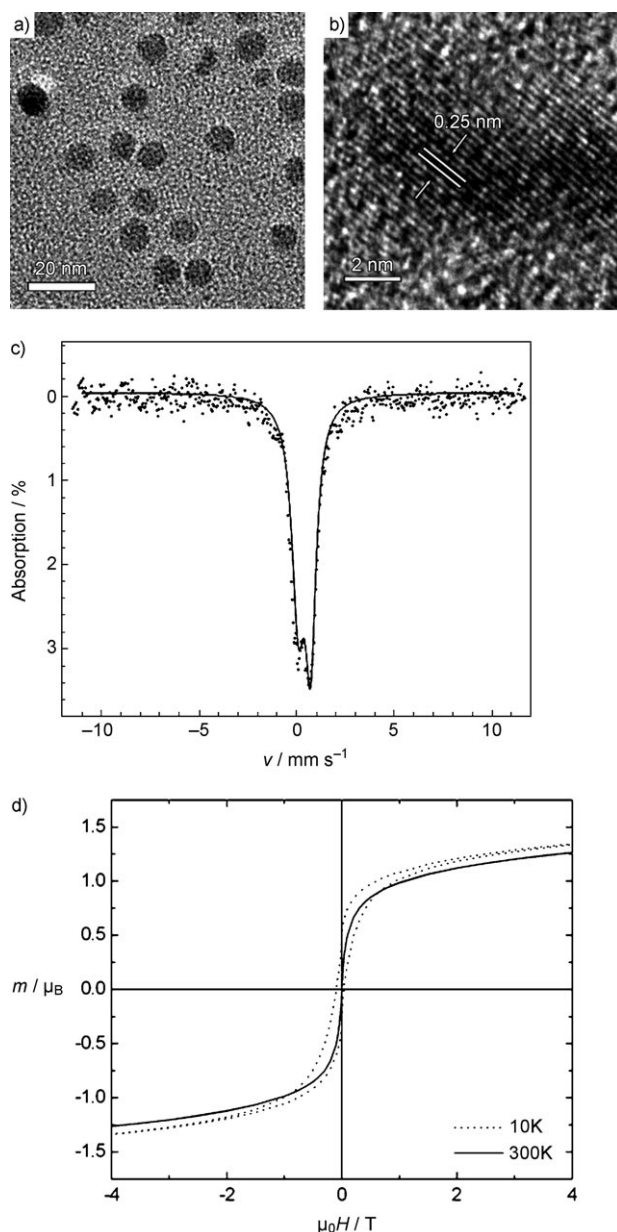 a)
20 nm
b)
0.25 nm
2 nm
c)
Absorption / %
0
1
2
3
–10 –5 0 5 10
v / mm s⁻¹
d)
m / μB
1.5
1.0
0.5
0.0
-0.5
-1.0
-1.5
10K
300K
-4 -2 0 2 4
μ₀H / T